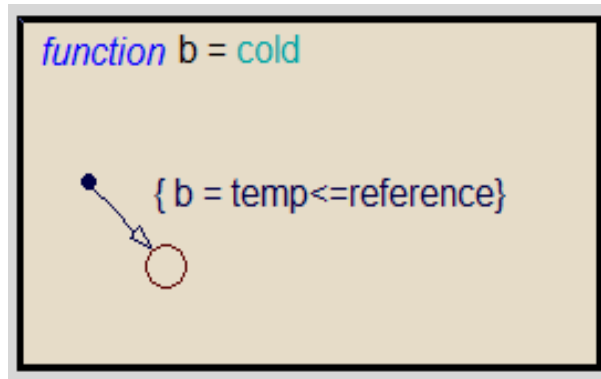 function b = cold
{ b = temp<=reference}